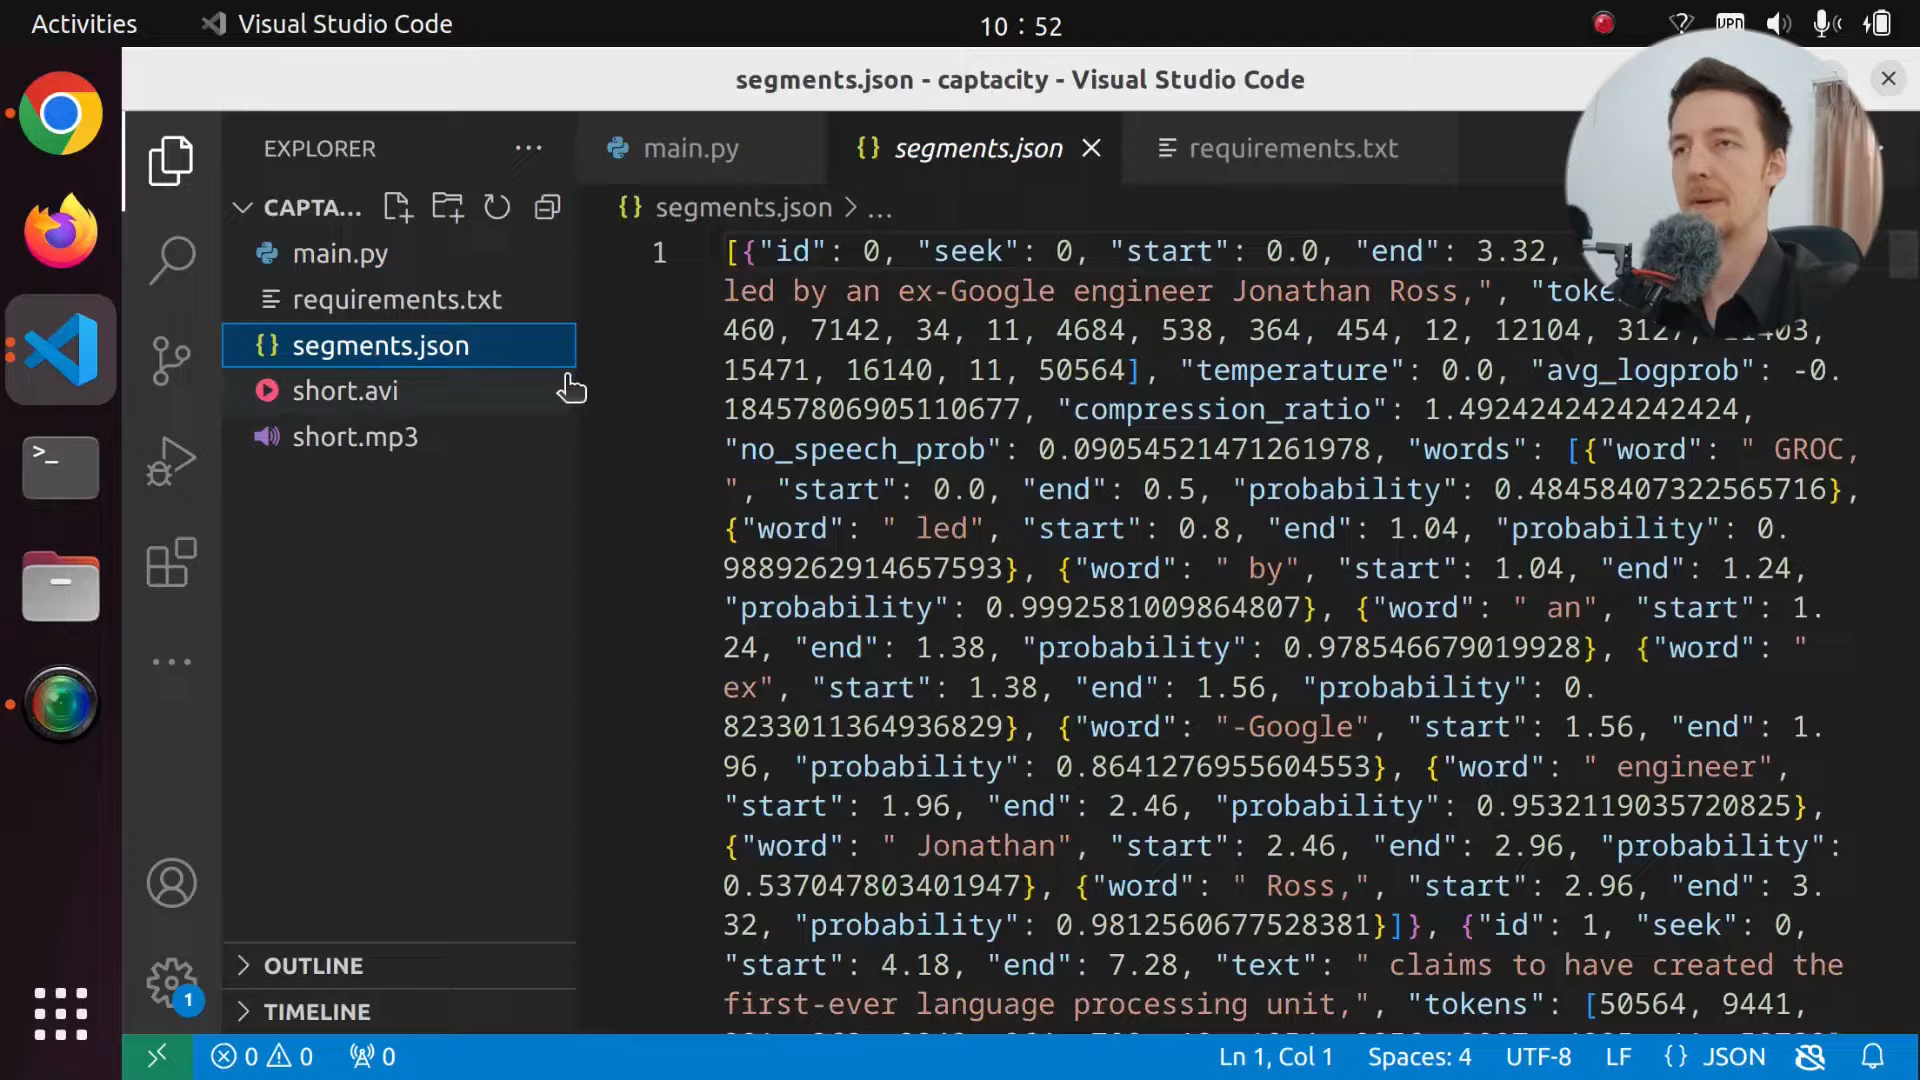 Activities
Visual Studio Code
10 : 52
VPN
segments.json - captacity - Visual Studio Code
EXPLORER
main.py
segments.json
requirements.txt
CAPTA...
segments.json > ...
main.py
requirements.txt
segments.json
short.avi
short.mp3
1
[{"id": 0, "seek": 0, "start": 0.0, "end": 3.32,
led by an ex-Google engineer Jonathan Ross,",
460, 7142, 34, 11, 4684, 538, 364, 454, 12, 12104,
15471, 16140, 11, 50564], "temperature": 0.0, "avg_logprob": -0.
18457806905110677, "compression_ratio": 1.4924242424242424,
"no_speech_prob": 0.09054521471261978, "words": [{"word": " GROC,
", "start": 0.0, "end": 0.5, "probability": 0.48458407322565716},
{"word": " led", "start": 0.8, "end": 1.04, "probability": 0.
9889262914657593}, {"word": " by", "start": 1.04, "end": 1.24,
"probability": 0.9992581009864807}, {"word": " an", "start": 1.
24, "end": 1.38, "probability": 0.978546679019928}, {"word": "
ex", "start": 1.38, "end": 1.56, "probability": 0.
8233011364936829}, {"word": "-Google", "start": 1.56, "end": 1.
96, "probability": 0.8641276955604553}, {"word": " engineer",
"start": 1.96, "end": 2.46, "probability": 0.9532119035720825},
{"word": " Jonathan", "start": 2.46, "end": 2.96, "probability":
0.537047803401947}, {"word": " Ross,", "start": 2.96, "end": 3.
32, "probability": 0.9812560677528381}]}, {"id": 1, "seek": 0,
"start": 4.18, "end": 7.28, "text": " claims to have created the
first-ever language processing unit,", "tokens": [50564, 9441,
OUTLINE
TIMELINE
1
0 0 0
Ln 1, Col 1
Spaces: 4
UTF-8
LF
{ } JSON